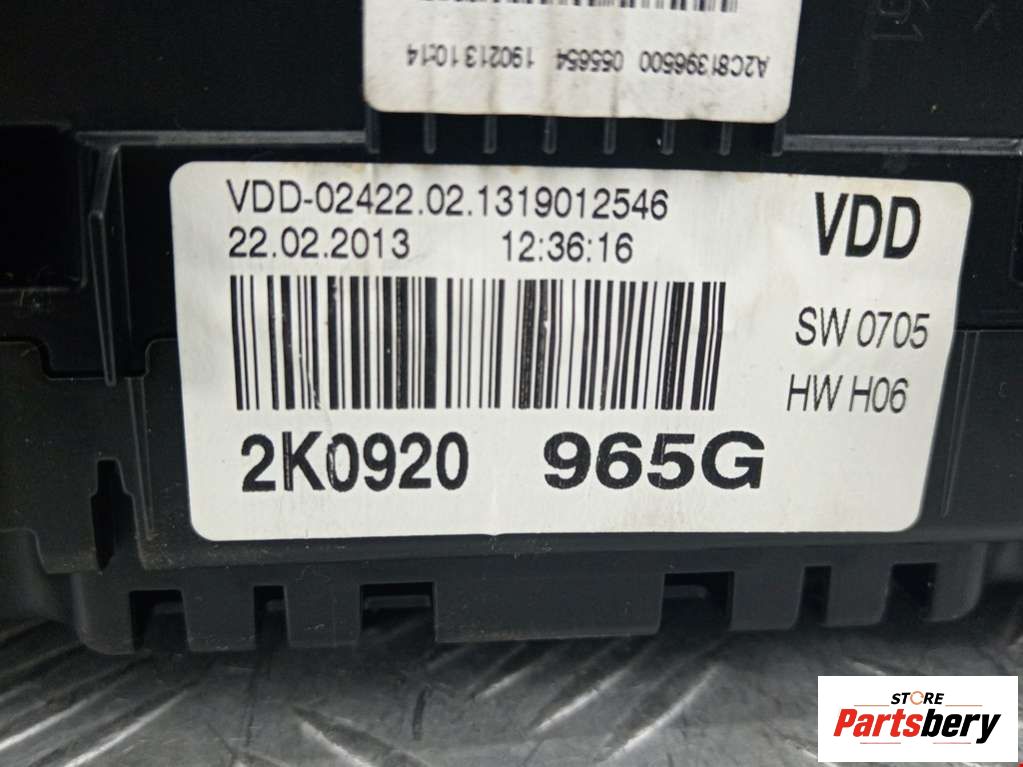 A2C81396500 055654 190213 10:14
VDD-02422.02.1319012546
22.02.2013 12:36:16
VDD
SW 0705
HW H06
2K0920 965G
STORE
Partsbery